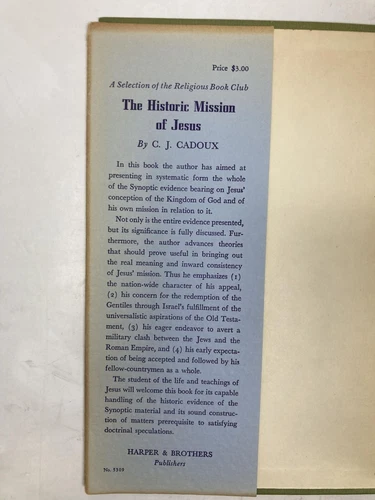 Price $3.00
A Selection of the Religious Book Club
The Historic Mission
of Jesus
By C. J. CADOUX
In this book the author has aimed at
presenting in systematic form the whole
of the Synoptic evidence bearing on Jesus'
conception of the Kingdom of God and of
his own mission in relation to it.
Not only is the entire evidence presented,
but its significance is fully discussed. Fur-
thermore, the author advances theories
that should prove useful in bringing out
the real meaning and inward consistency
of Jesus' mission. Thus he emphasizes (1)
the nation-wide character of his appeal,
(2) his concern for the redemption of the
Gentiles through Israel's fulfillment of the
universalistic aspirations of the Old Testa-
ment, (3) his eager endeavor to avert a
military clash between the Jews and the
Roman Empire, and (4) his early expecta-
tion of being accepted and followed by his
fellow-countrymen as a whole.
The student of the life and teachings of
Jesus will welcome this book for its capable
handling of the historic evidence of the
Synoptic material and its sound construc-
tion of matters prerequisite to satisfying
doctrinal speculations.
HARPER & BROTHERS
Publishers
No. 5559